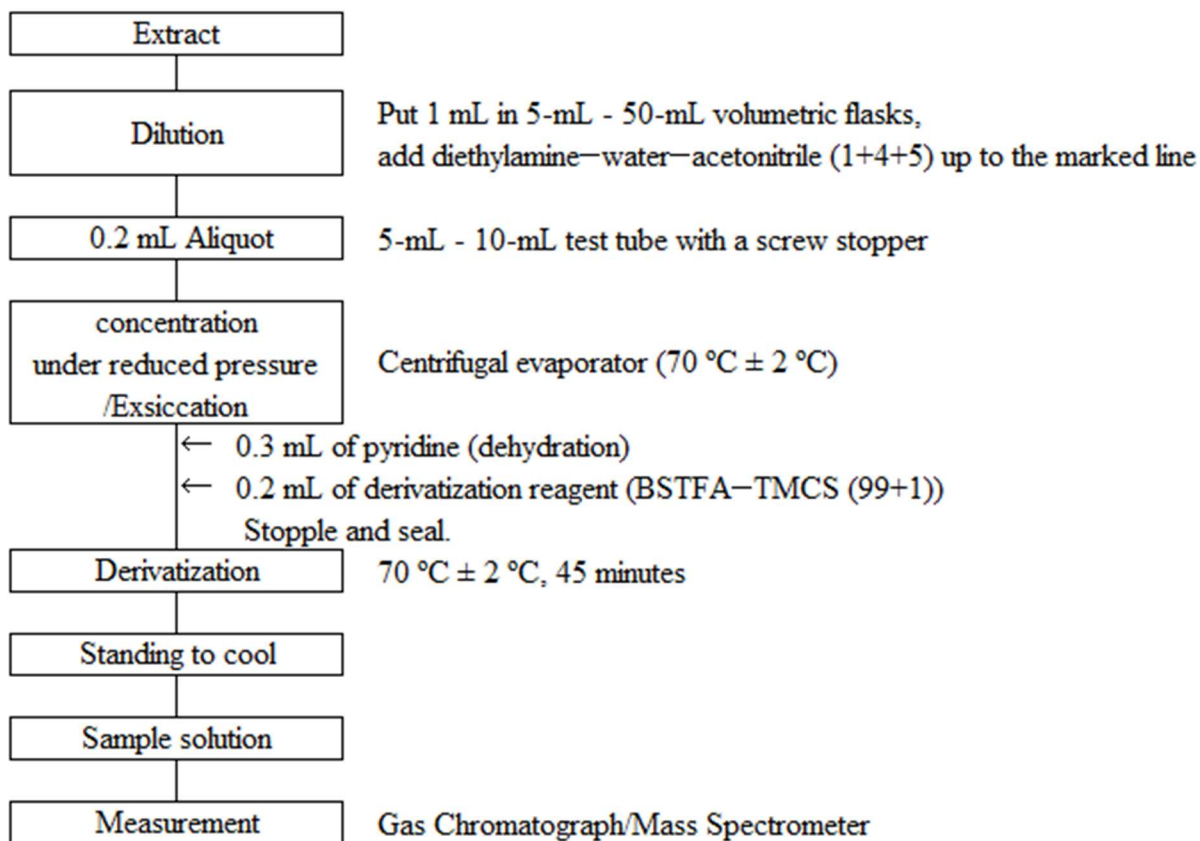 Extract
Dilution
Put 1 mL in 5-mL - 50-mL volumetric flasks,
add diethylamine−water−acetonitrile (1+4+5) up to the marked line
0.2 mL Aliquot
5-mL - 10-mL test tube with a screw stopper
concentration
under reduced pressure
/Exsiccation
Centrifugal evaporator (70 °C ± 2 °C)
← 0.3 mL of pyridine (dehydration)
← 0.2 mL of derivatization reagent (BSTFA−TMCS (99+1))
Stopple and seal.
Derivatization
70 °C ± 2 °C, 45 minutes
Standing to cool
Sample solution
Measurement
Gas Chromatograph/Mass Spectrometer